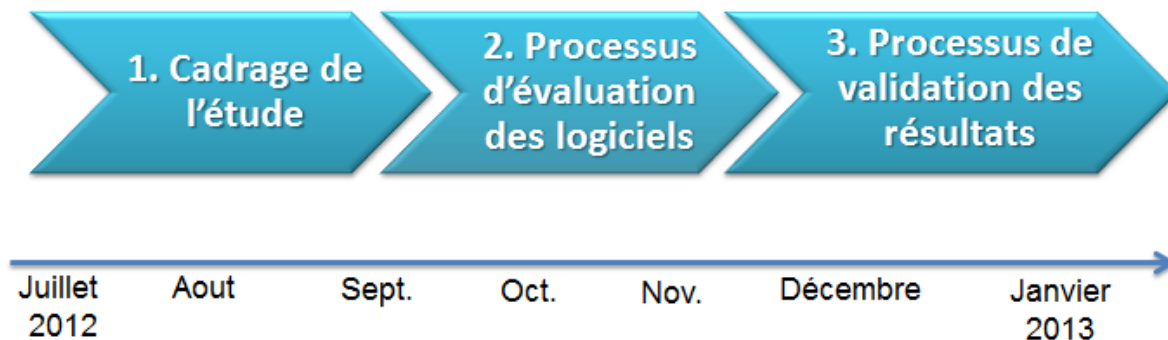 1. Cadrage de
l'étude
2. Processus
d'évaluation
des logiciels
3. Processus de
validation des
résultats
Juillet
2012
Aout
Sept.
Oct.
Nov.
Décembre
Janvier
2013